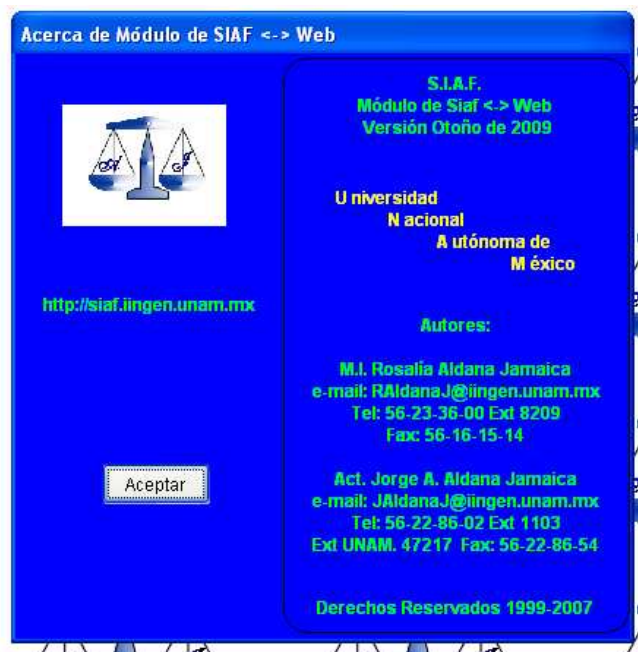 Acerca de Módulo de SIAF <-> Web
S.I.A.F.
Módulo de Siaf <-> Web
Versión Otoño de 2009
U niversidad
N acional
A utónoma de
M éxico
http://siaf.iingen.unam.mx
Autores:
M.I. Rosalía Aldana Jamaica
e-mail: RAldanaJ@iingen.unam.mx
Tel: 56-23-36-00 Ext 8209
Fax: 56-16-15-14
Aceptar
Act. Jorge A. Aldana Jamaica
e-mail: JAldanaJ@iingen.unam.mx
Tel: 56-22-86-02 Ext 1103
Ext UNAM. 47217 Fax: 56-22-86-54
Derechos Reservados 1999-2007